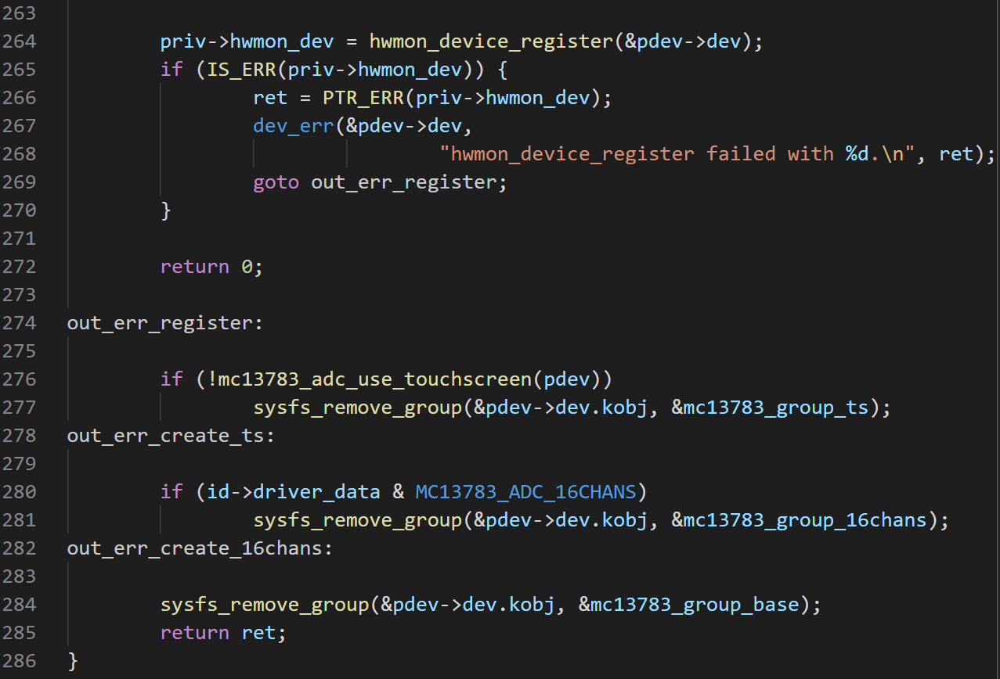 263
264 priv->hwmon_dev = hwmon_device_register(&pdev->dev);
265 if (IS_ERR(priv->hwmon_dev)) {
266 ret = PTR_ERR(priv->hwmon_dev);
267 dev_err(&pdev->dev,
268 "hwmon_device_register failed with %d.\n", ret);
269 goto out_err_register;
270 }
271
272 return 0;
273
274 out_err_register:
275
276 if (!mc13783_adc_use_touchscreen(pdev))
277 sysfs_remove_group(&pdev->dev.kobj, &mc13783_group_ts);
278 out_err_create_ts:
279
280 if (id->driver_data & MC13783_ADC_16CHANS)
281 sysfs_remove_group(&pdev->dev.kobj, &mc13783_group_16chans);
282 out_err_create_16chans:
283
284 sysfs_remove_group(&pdev->dev.kobj, &mc13783_group_base);
285 return ret;
286 }